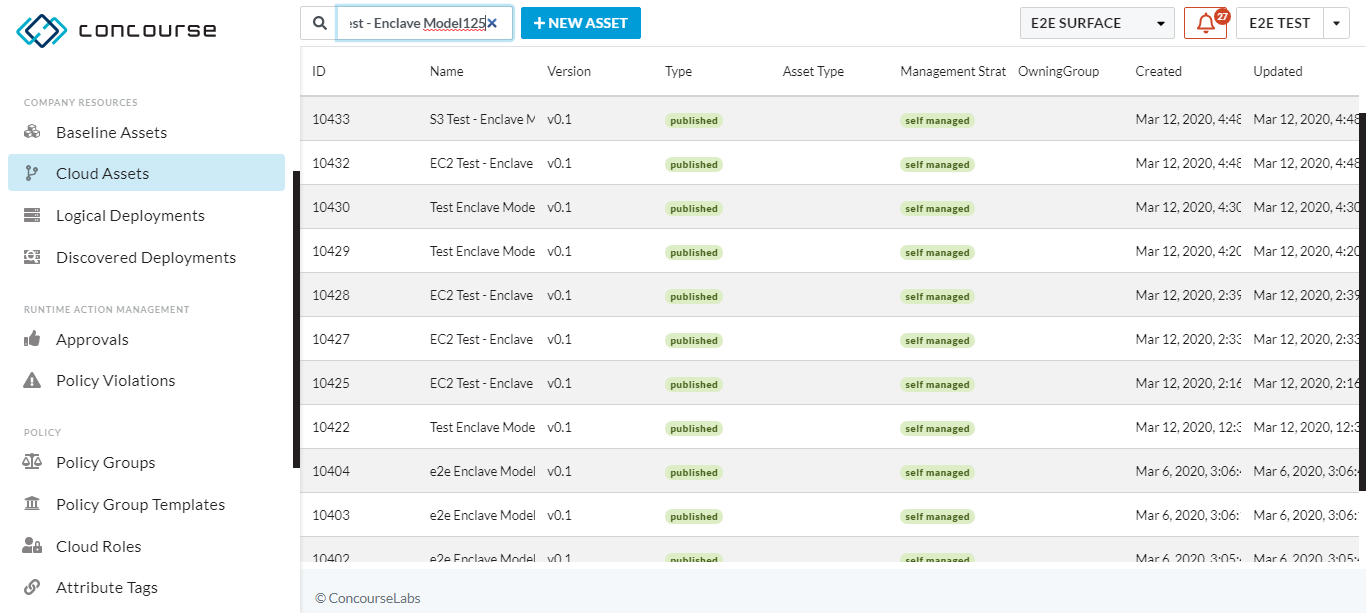 concourse
est - Enclave Model125
NEW ASSET
E2E SURFACE
27
E2E TEST
COMPANY RESOURCES
Baseline Assets
Cloud Assets
Logical Deployments
Discovered Deployments
RUNTIME ACTION MANAGEMENT
Approvals
Policy Violations
POLICY
Policy Groups
Policy Group Templates
Cloud Roles
Attribute Tags
ID Name Version Type Asset Type Management Strat OwningGroup Created Updated
10433 S3 Test - Enclave M v0.1 published self managed Mar 12, 2020, 4:48 Mar 12, 2020, 4:48
10432 EC2 Test - Enclave v0.1 published self managed Mar 12, 2020, 4:48 Mar 12, 2020, 4:48
10430 Test Enclave Mode v0.1 published self managed Mar 12, 2020, 4:30 Mar 12, 2020, 4:30
10429 Test Enclave Mode v0.1 published self managed Mar 12, 2020, 4:20 Mar 12, 2020, 4:20
10428 EC2 Test - Enclave v0.1 published self managed Mar 12, 2020, 2:39 Mar 12, 2020, 2:39
10427 EC2 Test - Enclave v0.1 published self managed Mar 12, 2020, 2:33 Mar 12, 2020, 2:33
10425 EC2 Test - Enclave v0.1 published self managed Mar 12, 2020, 2:16 Mar 12, 2020, 2:16
10422 Test Enclave Mode v0.1 published self managed Mar 12, 2020, 12:3 Mar 12, 2020, 12:3
10404 e2e Enclave Model v0.1 published self managed Mar 6, 2020, 3:06: Mar 6, 2020, 3:06:
10403 e2e Enclave Model v0.1 published self managed Mar 6, 2020, 3:06: Mar 6, 2020, 3:06:
10402 e2e Enclave Model v0.1 published self managed Mar 6, 2020, 3:05: Mar 6, 2020, 3:05:
© ConcourseLabs